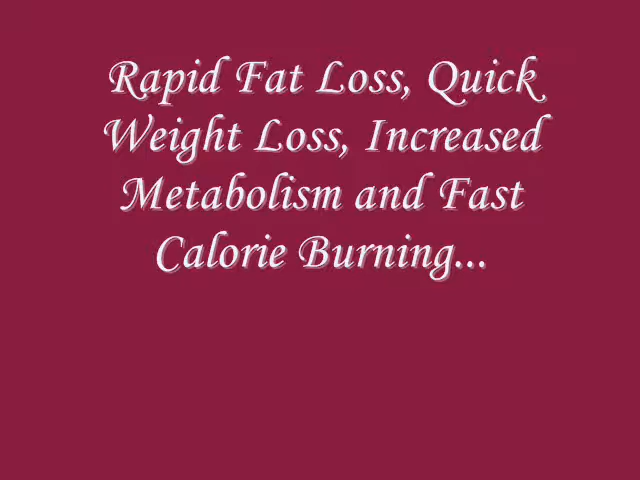 Rapid Fat Loss, Quick
Weight Loss, Increased
Metabolism and Fast
Calorie Burning...